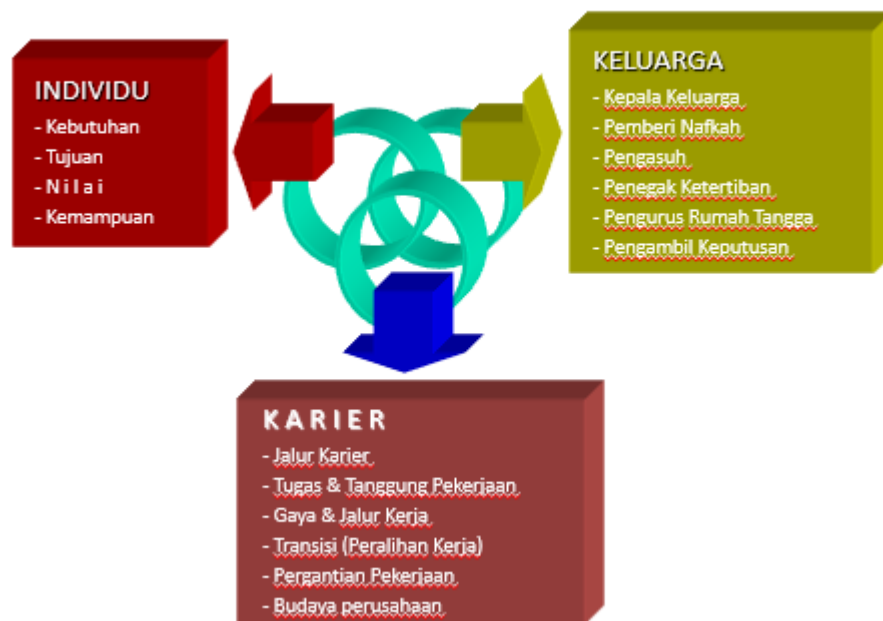 INDIVIDU
- Kebutuhan
- Tujuan
- N i l a i
- Kemampuan
KELUARGA
- Kepala Keluarga
- Pemberi Nafkah
- Pengasuh
- Penegak Ketertiban
- Pengurus Rumah Tangga
- Pengambil Keputusan
K A R I E R
- Jalur Karier
- Tugas & Tanggung Pekerjaan
- Gaya & Jalur Kerja
- Transisi (Peralihan Kerja)
- Pergantian Pekerjaan
- Budaya perusahaan